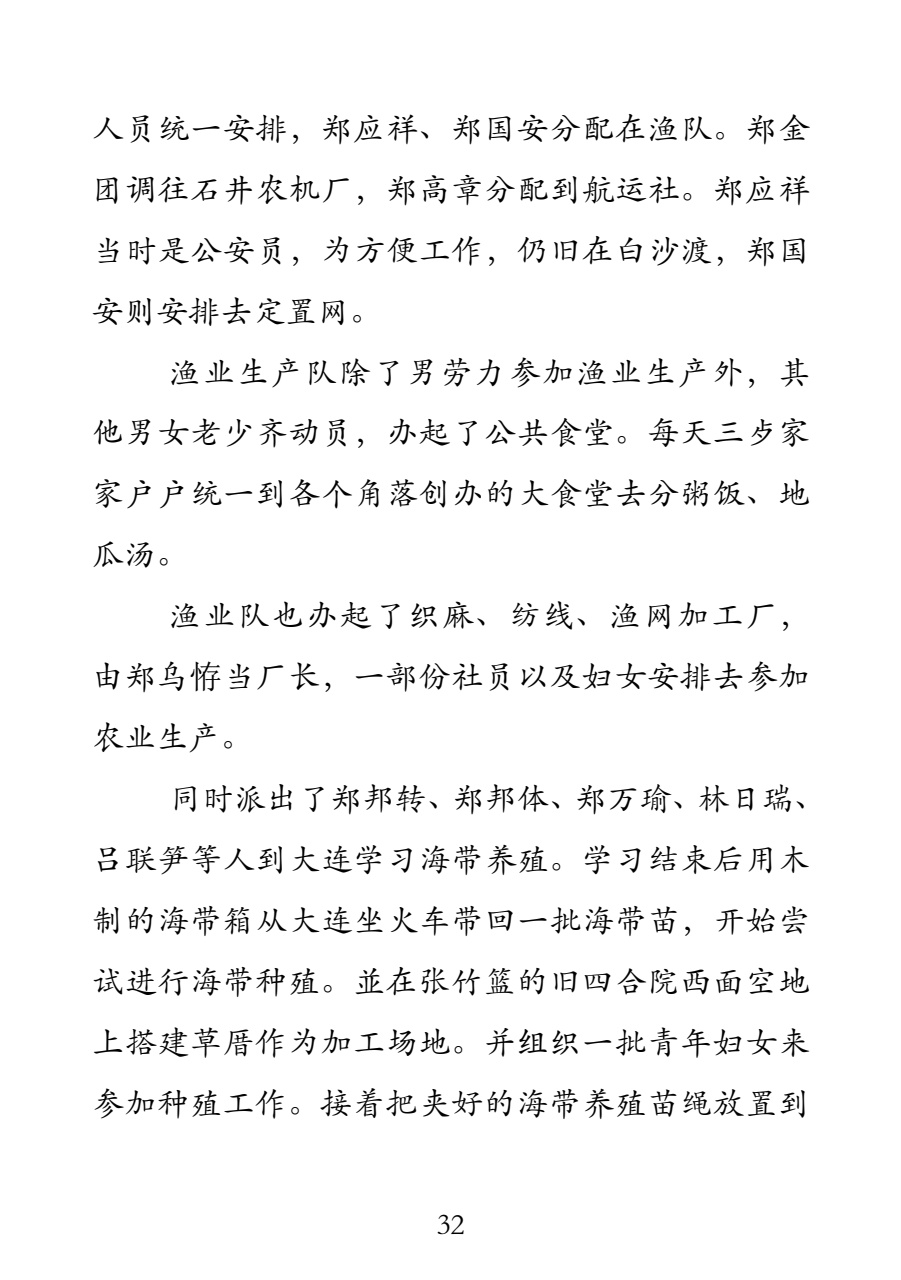 人员统一安排，郑应祥、郑国安分配在渔队。郑金
团调往石井农机厂，郑高章分配到航运社。郑应祥
当时是公安员，为方便工作，仍旧在白沙渡，郑国
安则安排去定置网。
渔业生产队除了男劳力参加渔业生产外，其
他男女老少齐动员，办起了公共食堂。每天三歺家
家户户统一到各个角落创办的大食堂去分粥饭、地
瓜汤。
渔业队也办起了织麻、纺线、渔网加工厂，
由郑乌恈当厂长，一部份社员以及妇女安排去参加
农业生产。
同时派出了郑邦转、郑邦体、郑万瑜、林日瑞、
吕联笋等人到大连学习海带养殖。学习结束后用木
制的海带箱从大连坐火车带回一批海带苗，开始尝
试进行海带种殖。並在张竹篮的旧四合院西面空地
上搭建草厝作为加工场地。并组织一批青年妇女来
参加种殖工作。接着把夹好的海带养殖苗绳放置到
32